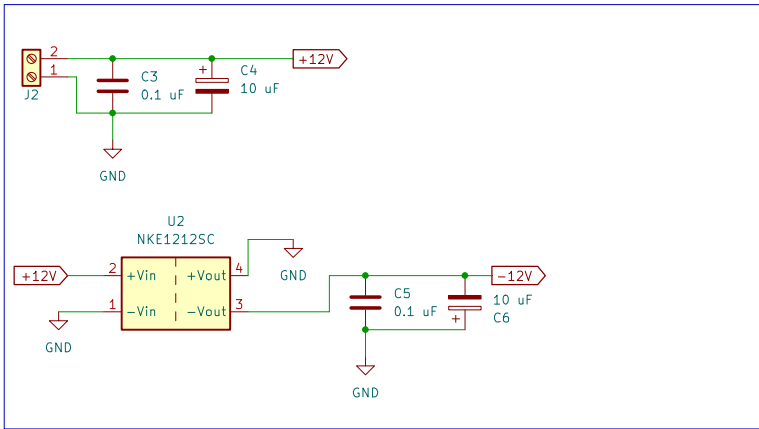 2
1
J2
C3
0.1 uF
+
C4
10 uF
+12V
GND
U2
NKE1212SC
+12V
2
+Vin
+Vout
4
GND
1
-Vin
-Vout
3
GND
C5
0.1 uF
10 uF
+
C6
-12V
GND